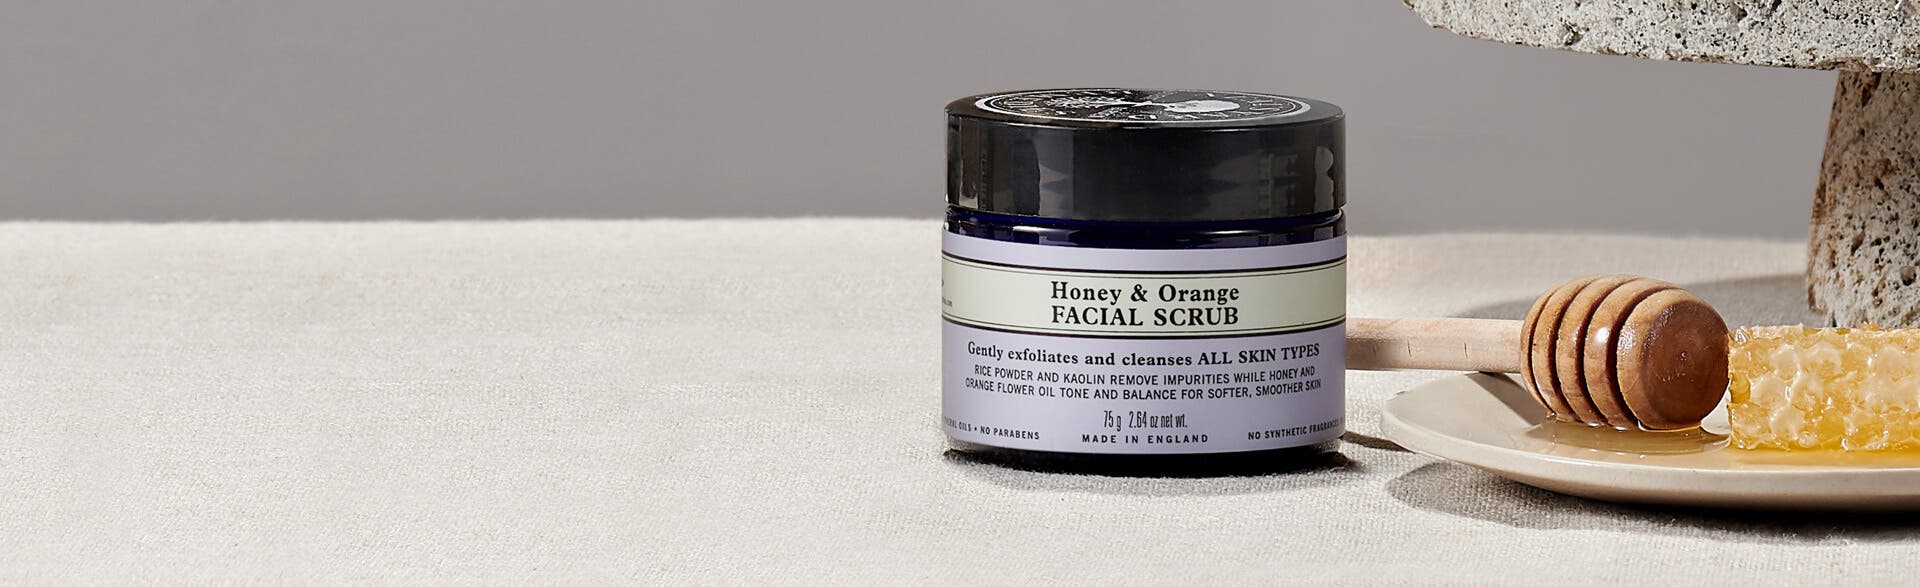 Honey & Orange
FACIAL SCRUB
Gently exfoliates and cleanses ALL SKIN TYPES
RICE POWDER AND KAOLIN REMOVE IMPURITIES WHILE HONEY AND
ORANGE FLOWER OIL TONE AND BALANCE FOR SOFTER, SMOOTHER SKIN
75 g 2.64 oz net wt.
OILS • NO PARABENS MADE IN ENGLAND NO SYNTHETIC